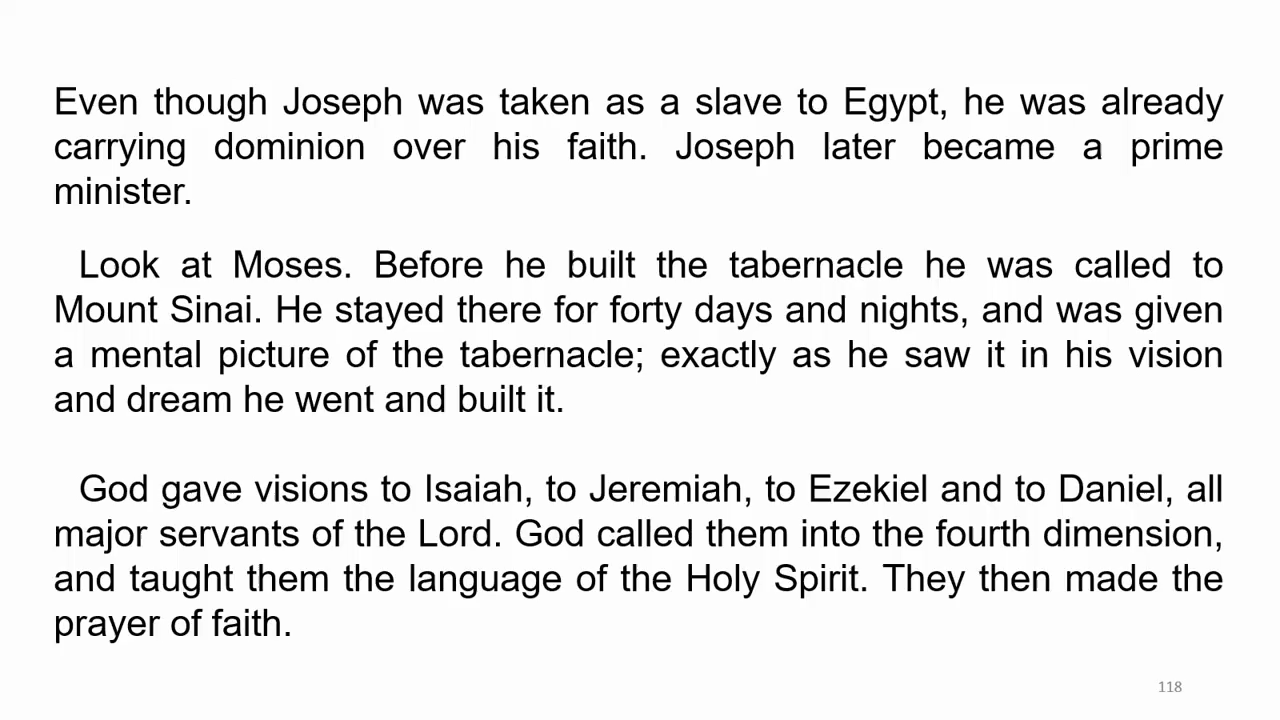 Even though Joseph was taken as a slave to Egypt, he was already
carrying dominion over his faith. Joseph later became a prime
minister.
Look at Moses. Before he built the tabernacle he was called to
Mount Sinai. He stayed there for forty days and nights, and was given
a mental picture of the tabernacle; exactly as he saw it in his vision
and dream he went and built it.
God gave visions to Isaiah, to Jeremiah, to Ezekiel and to Daniel, all
major servants of the Lord. God called them into the fourth dimension,
and taught them the language of the Holy Spirit. They then made the
prayer of faith.
118